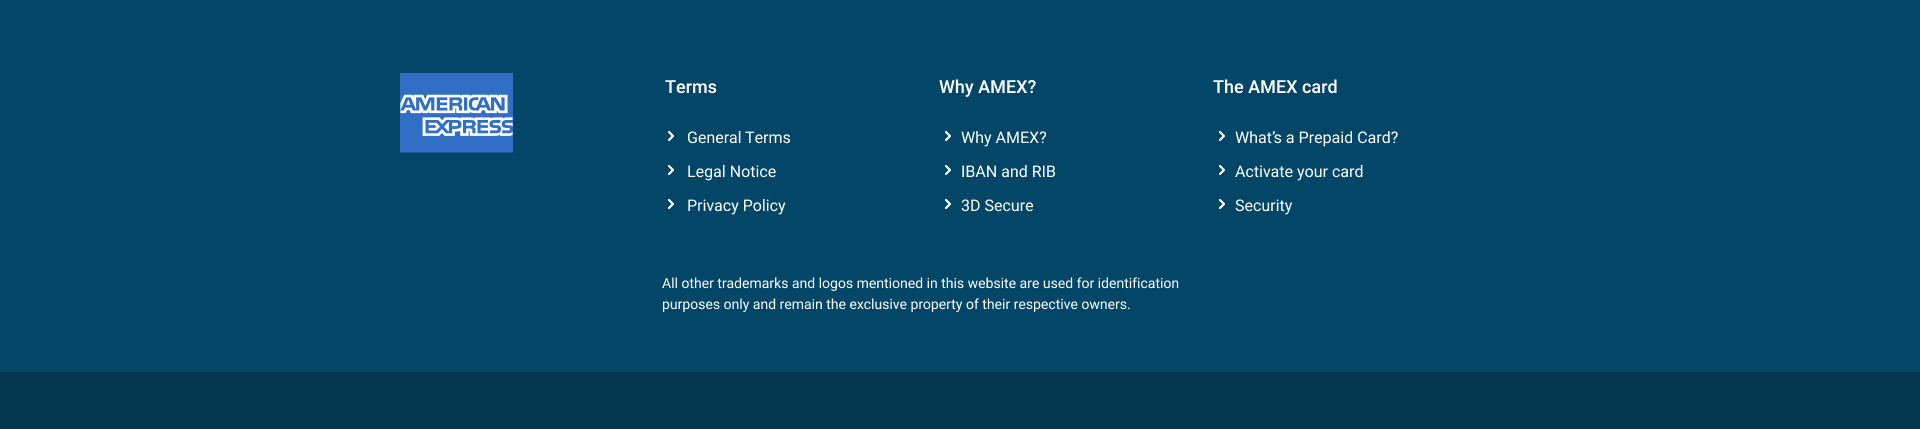 AMERICAN
EXPRESS
Terms
General Terms
Legal Notice
Privacy Policy
Why AMEX?
Why AMEX?
IBAN and RIB
3D Secure
The AMEX card
What's a Prepaid Card?
Activate your card
Security
All other trademarks and logos mentioned in this website are used for identification
purposes only and remain the exclusive property of their respective owners.